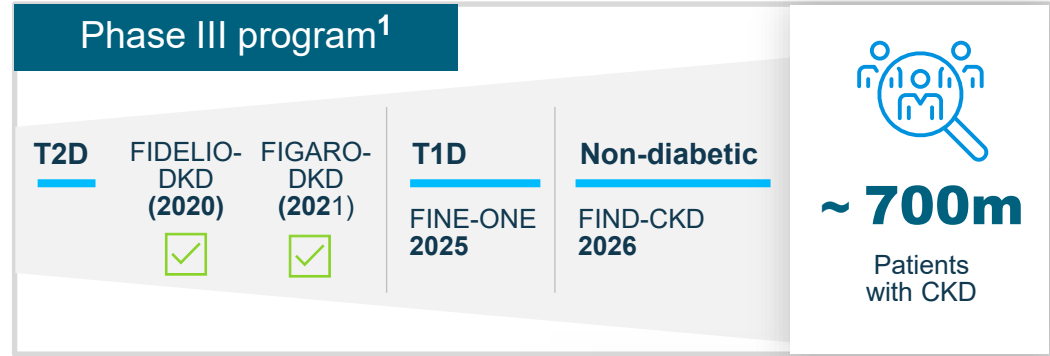 Phase III program1
T2D
FIDELIO-
DKD
(2020)
FIGARO-
DKD
(2021)
T1D
FINE-ONE
2025
Non-diabetic
FIND-CKD
2026
~ 700m
Patients
with CKD